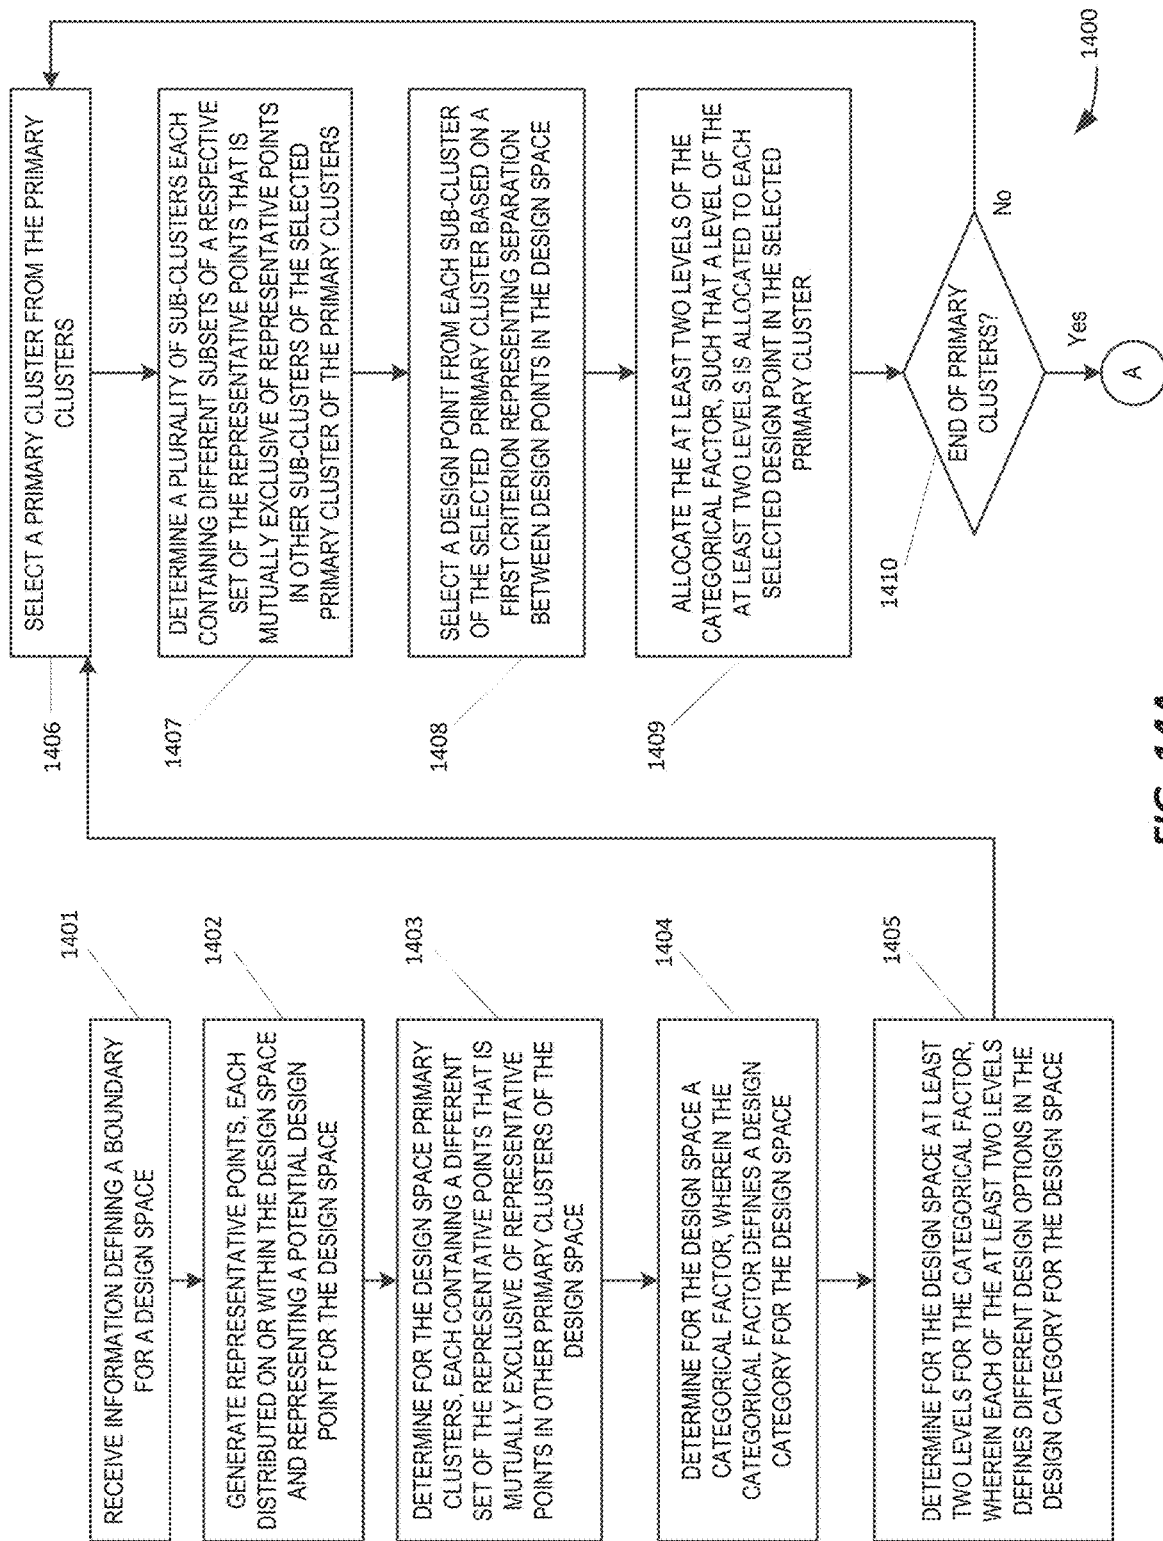 1401
RECEIVE INFORMATION DEFINING A BOUNDARY
FOR A DESIGN SPACE
1402
GENERATE REPRESENTATIVE POINTS, EACH
DISTRIBUTED ON OR WITHIN THE DESIGN SPACE
AND REPRESENTING A POTENTIAL DESIGN
POINT FOR THE DESIGN SPACE
1403
DETERMINE FOR THE DESIGN SPACE PRIMARY
CLUSTERS, EACH CONTAINING A DIFFERENT
SET OF THE REPRESENTATIVE POINTS THAT IS
MUTUALLY EXCLUSIVE OF REPRESENTATIVE
POINTS IN OTHER PRIMARY CLUSTERS OF THE
DESIGN SPACE
1404
DETERMINE FOR THE DESIGN SPACE A
CATEGORICAL FACTOR, WHEREIN THE
CATEGORICAL FACTOR DEFINES A DESIGN
CATEGORY FOR THE DESIGN SPACE
1405
DETERMINE FOR THE DESIGN SPACE AT LEAST
TWO LEVELS FOR THE CATEGORICAL FACTOR,
WHEREIN EACH OF THE AT LEAST TWO LEVELS
DEFINES DIFFERENT DESIGN OPTIONS IN THE
DESIGN CATEGORY FOR THE DESIGN SPACE
1406
SELECT A PRIMARY CLUSTER FROM THE PRIMARY
CLUSTERS
1407
DETERMINE A PLURALITY OF SUB-CLUSTERS EACH
CONTAINING DIFFERENT SUBSETS OF A RESPECTIVE
SET OF THE REPRESENTATIVE POINTS THAT IS
MUTUALLY EXCLUSIVE OF REPRESENTATIVE POINTS
IN OTHER SUB-CLUSTERS OF THE SELECTED
PRIMARY CLUSTER OF THE PRIMARY CLUSTERS
1408
SELECT A DESIGN POINT FROM EACH SUB-CLUSTER
OF THE SELECTED PRIMARY CLUSTER BASED ON A
FIRST CRITERION REPRESENTING SEPARATION
BETWEEN DESIGN POINTS IN THE DESIGN SPACE
1409
ALLOCATE THE AT LEAST TWO LEVELS OF THE
CATEGORICAL FACTOR, SUCH THAT A LEVEL OF THE
AT LEAST TWO LEVELS IS ALLOCATED TO EACH
SELECTED DESIGN POINT IN THE SELECTED
PRIMARY CLUSTER
1410
END OF PRIMARY
CLUSTERS?
No
Yes
A
1400
FIG. 14A